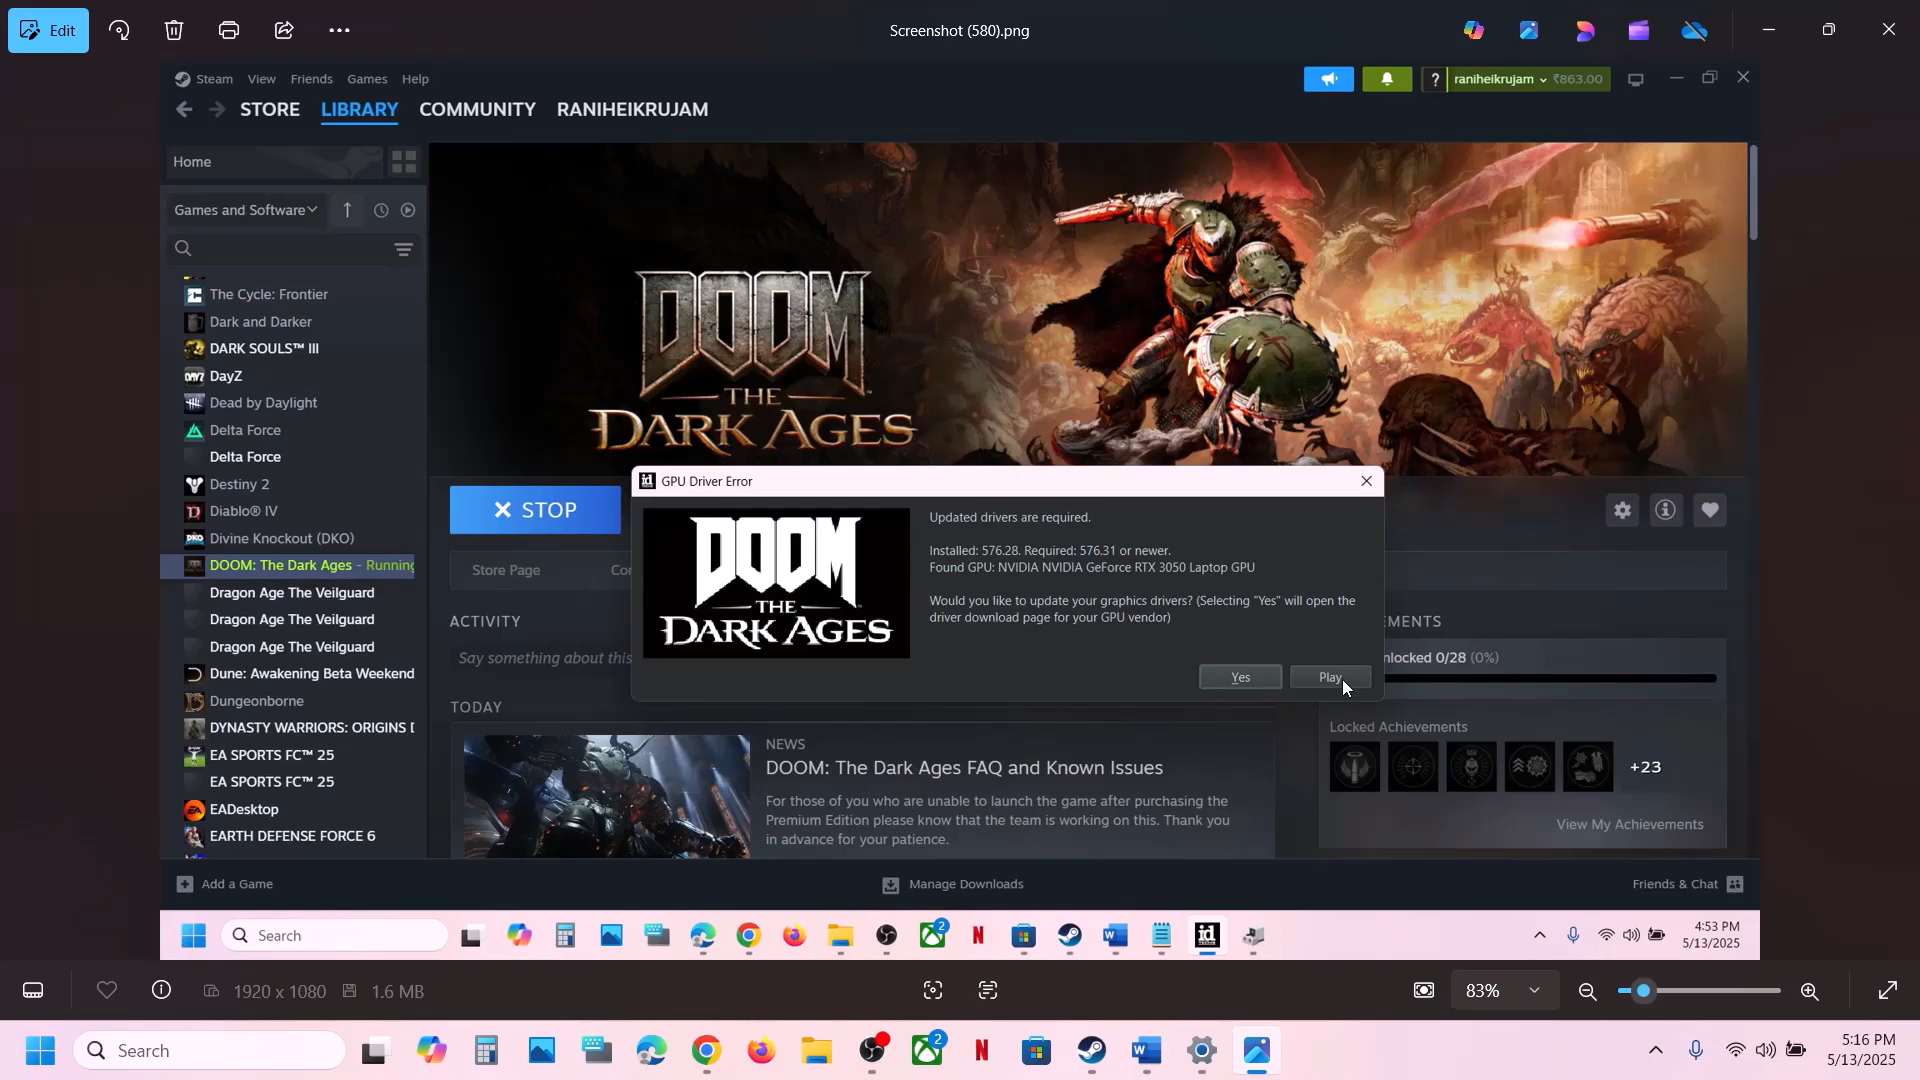 Edit
Screenshot (580).png
Steam View Friends Games Help
raniheikrujam ₹863.00
STORE LIBRARY COMMUNITY RANIHEIKRUJAM
Home
Games and Software
The Cycle: Frontier
Dark and Darker
DARK SOULS™ III
DayZ
Dead by Daylight
Delta Force
Delta Force
Destiny 2
Diablo® IV
Divine Knockout (DKO)
DOOM: The Dark Ages - Running
Dragon Age The Veilguard
Dragon Age The Veilguard
Dragon Age The Veilguard
Dune: Awakening Beta Weekend
Dungeonborne
DYNASTY WARRIORS: ORIGINS
EA SPORTS FC™ 25
EA SPORTS FC™ 25
EADesktop
EARTH DEFENSE FORCE 6
DOOM
THE
DARK AGES
STOP
Store Page
ACTIVITY
Say something about this
TODAY
GPU Driver Error
DOOM
THE
DARK AGES
Updated drivers are required.
Installed: 576.28. Required: 576.31 or newer.
Found GPU: NVIDIA NVIDIA GeForce RTX 3050 Laptop GPU
Would you like to update your graphics drivers? (Selecting "Yes" will open the
driver download page for your GPU vendor)
Yes Play
NEWS
DOOM: The Dark Ages FAQ and Known Issues
For those of you who are unable to launch the game after purchasing the
Premium Edition please know that the team is working on this. Thank you
in advance for your patience.
EMENTS
nlocked 0/28 (0%)
Locked Achievements
+23
View My Achievements
Add a Game
Manage Downloads
Friends & Chat
Search
2
4:53 PM
5/13/2025
1920 x 1080 1.6 MB
83%
Search
2
5:16 PM
5/13/2025